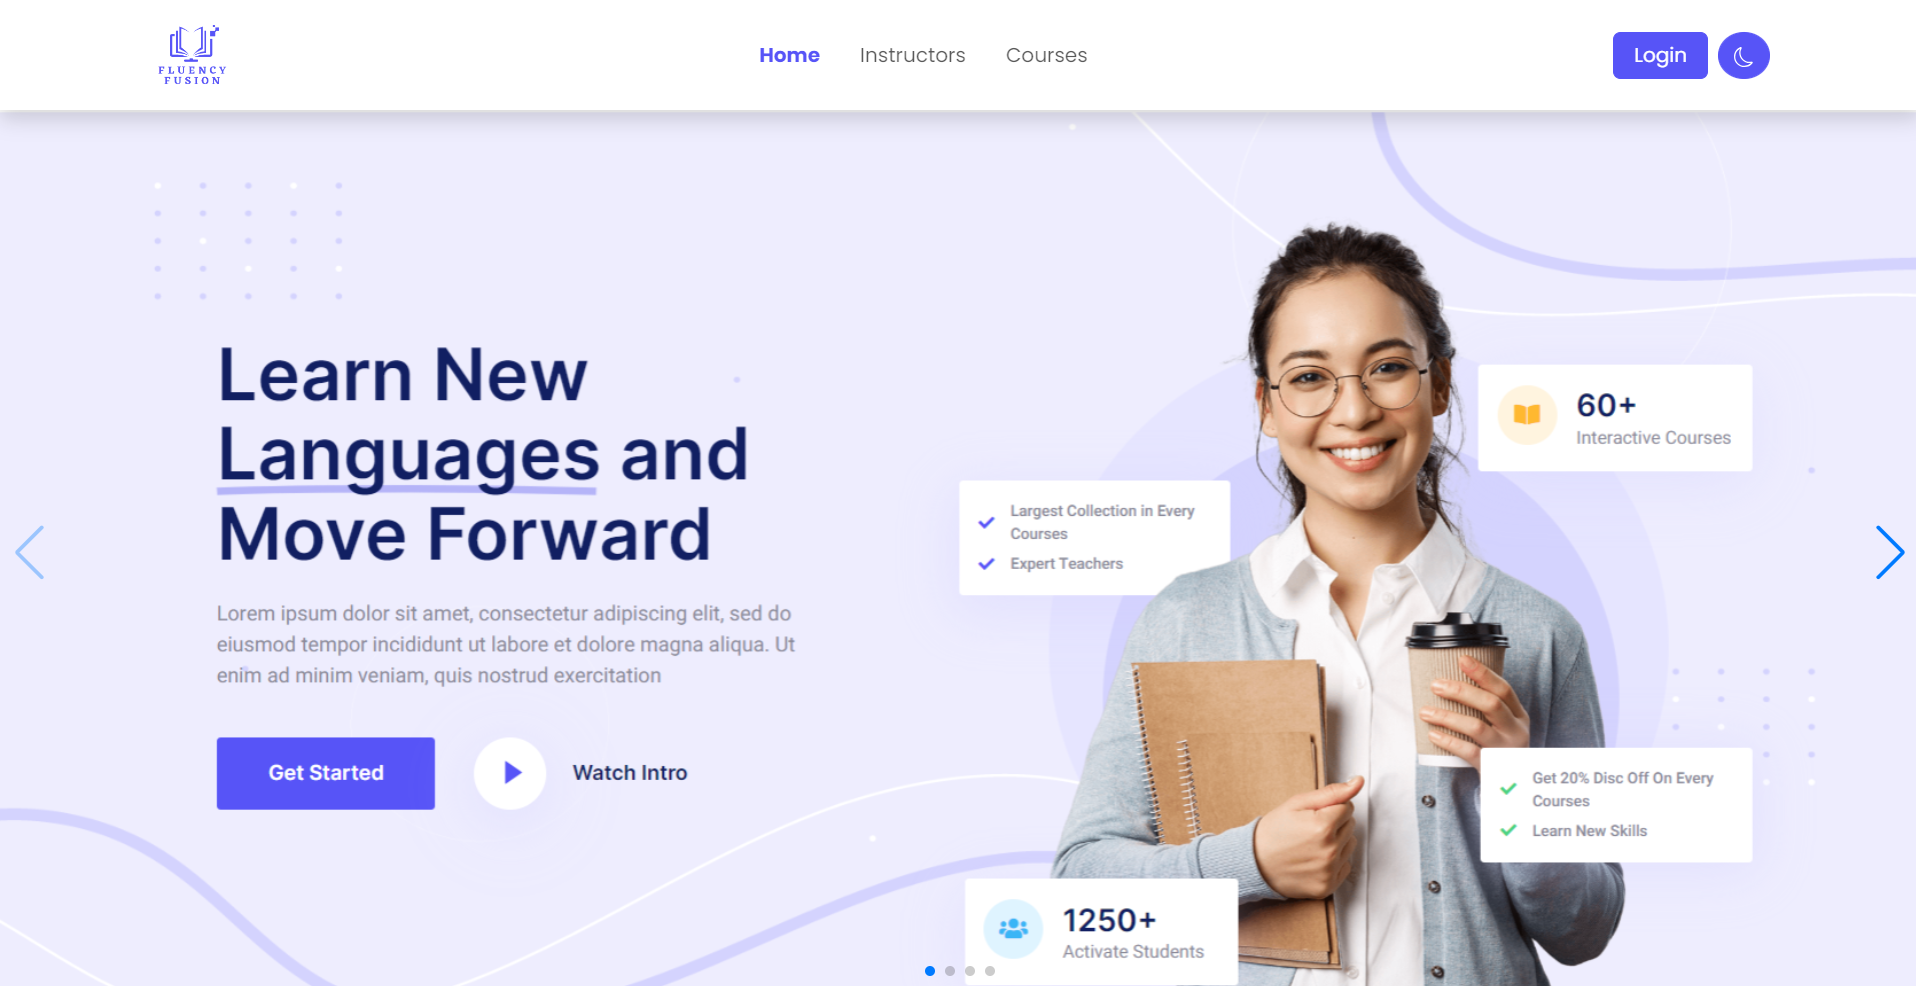 FLUENCY
FUSION
Home
Instructors
Courses
Login
Learn New
Languages and
Move Forward
Lorem ipsum dolor sit amet, consectetur adipiscing elit, sed do
eiusmod tempor incididunt ut labore et dolore magna aliqua. Ut
enim ad minim veniam, quis nostrud exercitation
Get Started
Watch Intro
60+
Interactive Courses
Largest Collection in Every
Courses
Expert Teachers
Get 20% Disc Off On Every
Courses
Learn New Skills
1250+
Activate Students